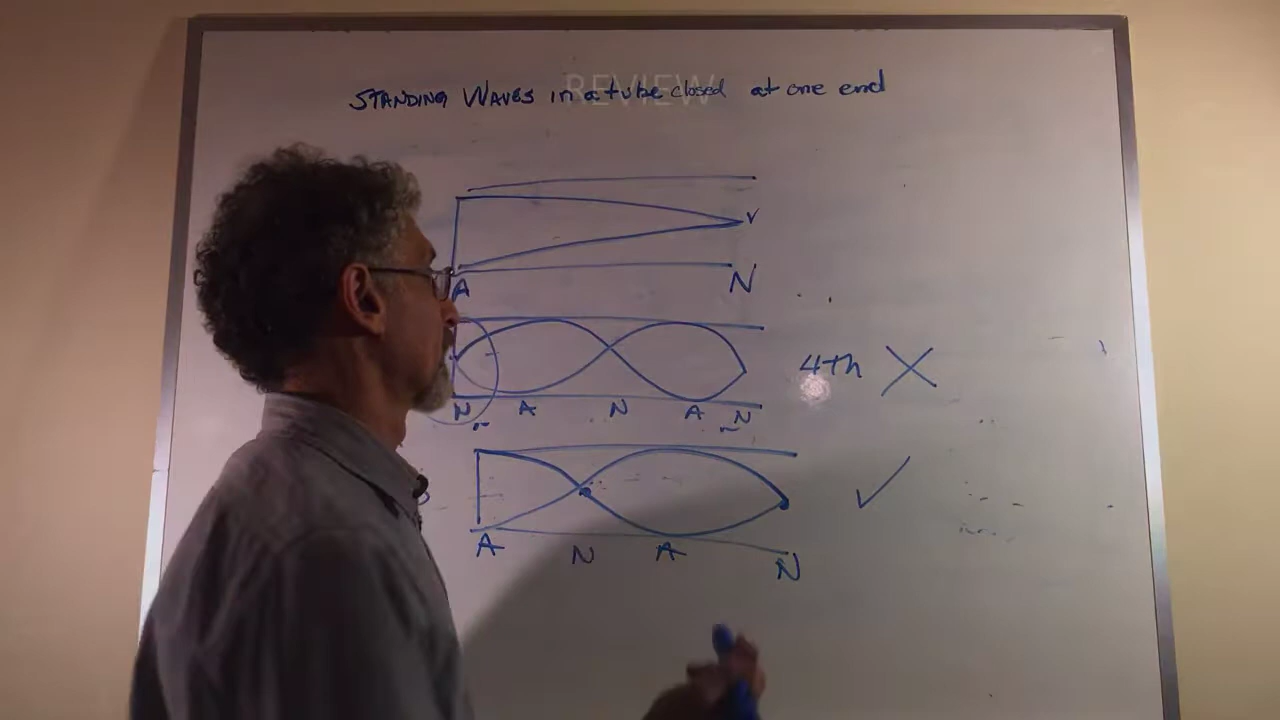 REVIEW
STANDING WAVES in a tube closed at one end
A N
4th X
N A N A N
A N A N